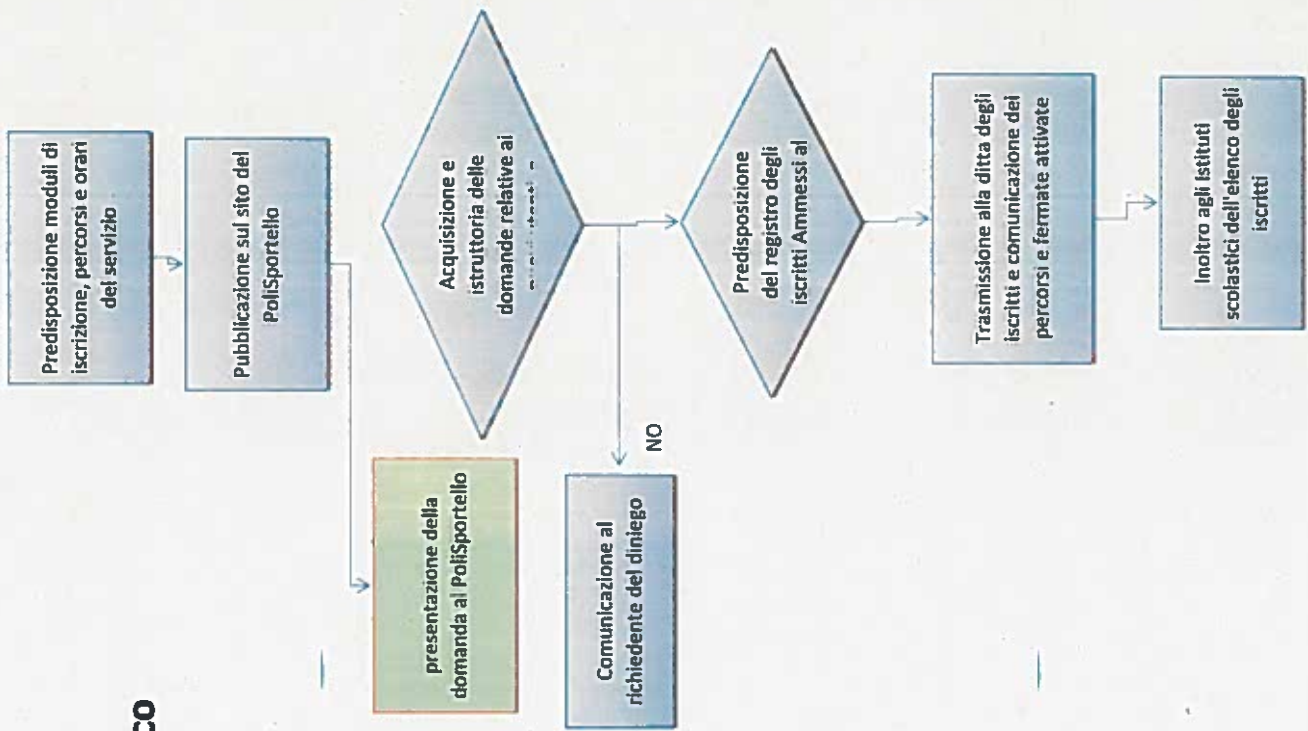 co
Predisposizione moduli di
iscrizione, percorsi e orari
del servizio
Pubblicazione sul sito del
PoliSportello
presentazione della
domanda al PoliSportello
Acquisizione e
istruttoria delle
domande relative ai
NO
Comunicazione al
richiedente del diniego
Predisposizione
del registro degli
iscritti Ammessi al
Trasmissione alla ditta degli
iscritti e comunicazione dei
percorsi e fermate attivate
Inoltro agli istituti
scolastici dell'elenco degli
iscritti